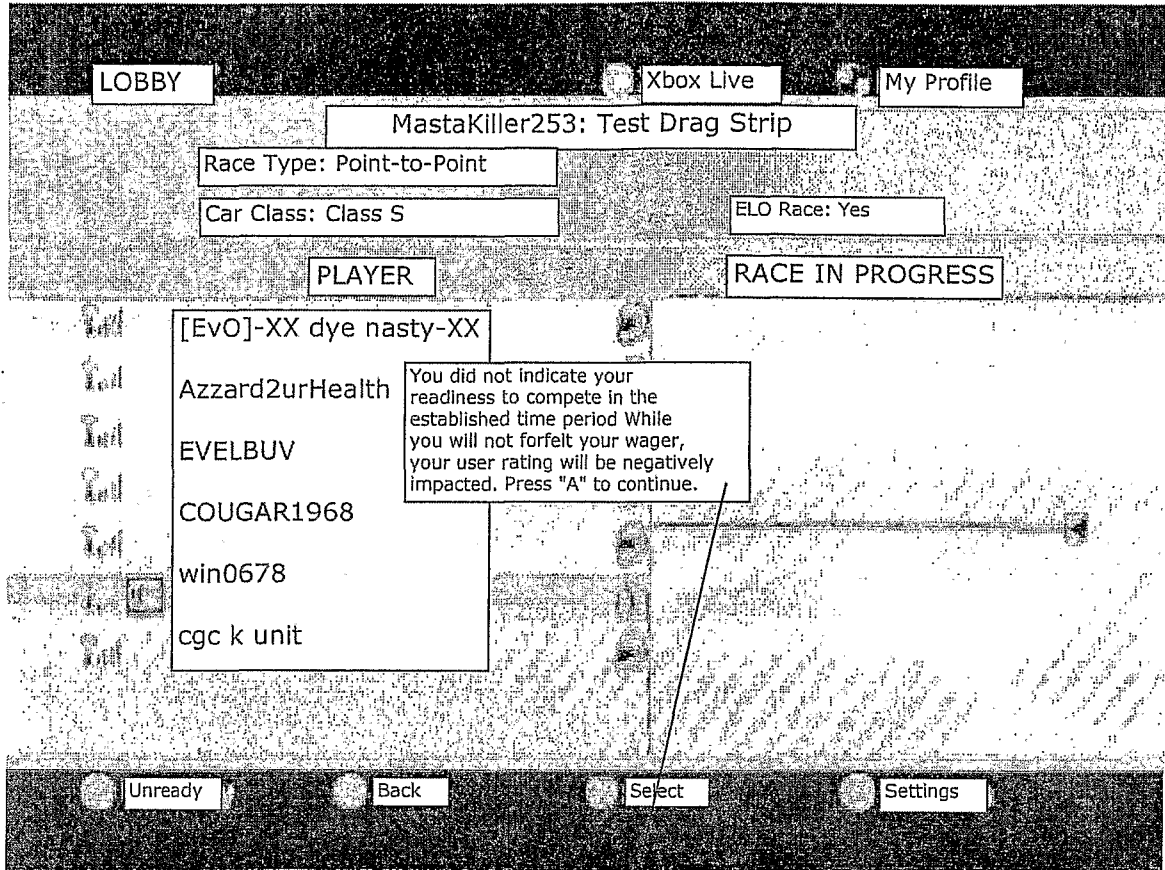 LOBBY
Xbox Live
My Profile
MastaKiller253: Test Drag Strip
Race Type: Point-to-Point
Car Class: Class S
ELO Race: Yes
PLAYER
RACE IN PROGRESS
[EvO]-XX dye nasty-XX
Azzard2urHealth
EVELBUV
COUGAR1968
win0678
cgc k unit
You did not indicate your
readiness to compete in the
established time period While
you will not forfelt your wager,
your user rating will be negatively
impacted. Press "A" to continue.
Unready
Back
Select
Settings